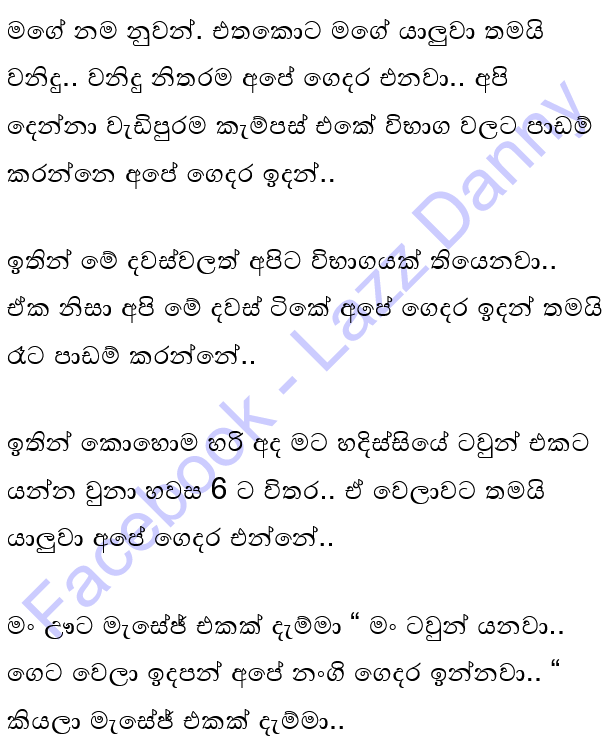 මගේ නම නුවන්. එතකොට මගේ යාලුවා තමයි
වනිදු.. වනිදු නිතරම අපේ ගෙදර එනවා.. අපි
දෙන්නා වැඩිපුරම කැම්පස් එකේ විභාග වලට පාඩම්
කරන්නෙ අපේ ගෙදර ඉදන්..
ඉතින් මේ දවස්වලත් අපිට විභාගයක් තියෙනවා..
ඒක නිසා අපි මේ දවස් ටිකේ අපේ ගෙදර ඉදන් තමයි
රෑට පාඩම් කරන්නේ..
ඉතින් කොහොම හරි අද මට හදිස්සියේ ටවුන් එකට
යන්න වුනා හවස 6 ට විතර.. ඒ වෙලාවට තමයි
යාලුවා අපේ ගෙදර එන්නේ..
මං ඌට මැසේජ් එකක් දැම්මා “ මං ටවුන් යනවා..
ගෙට වෙලා ඉදපන් අපේ නංගි ගෙදර ඉන්නවා.. “
කියලා මැසේජ් එකක් දැම්මා..
Facebook - Lazz Danny